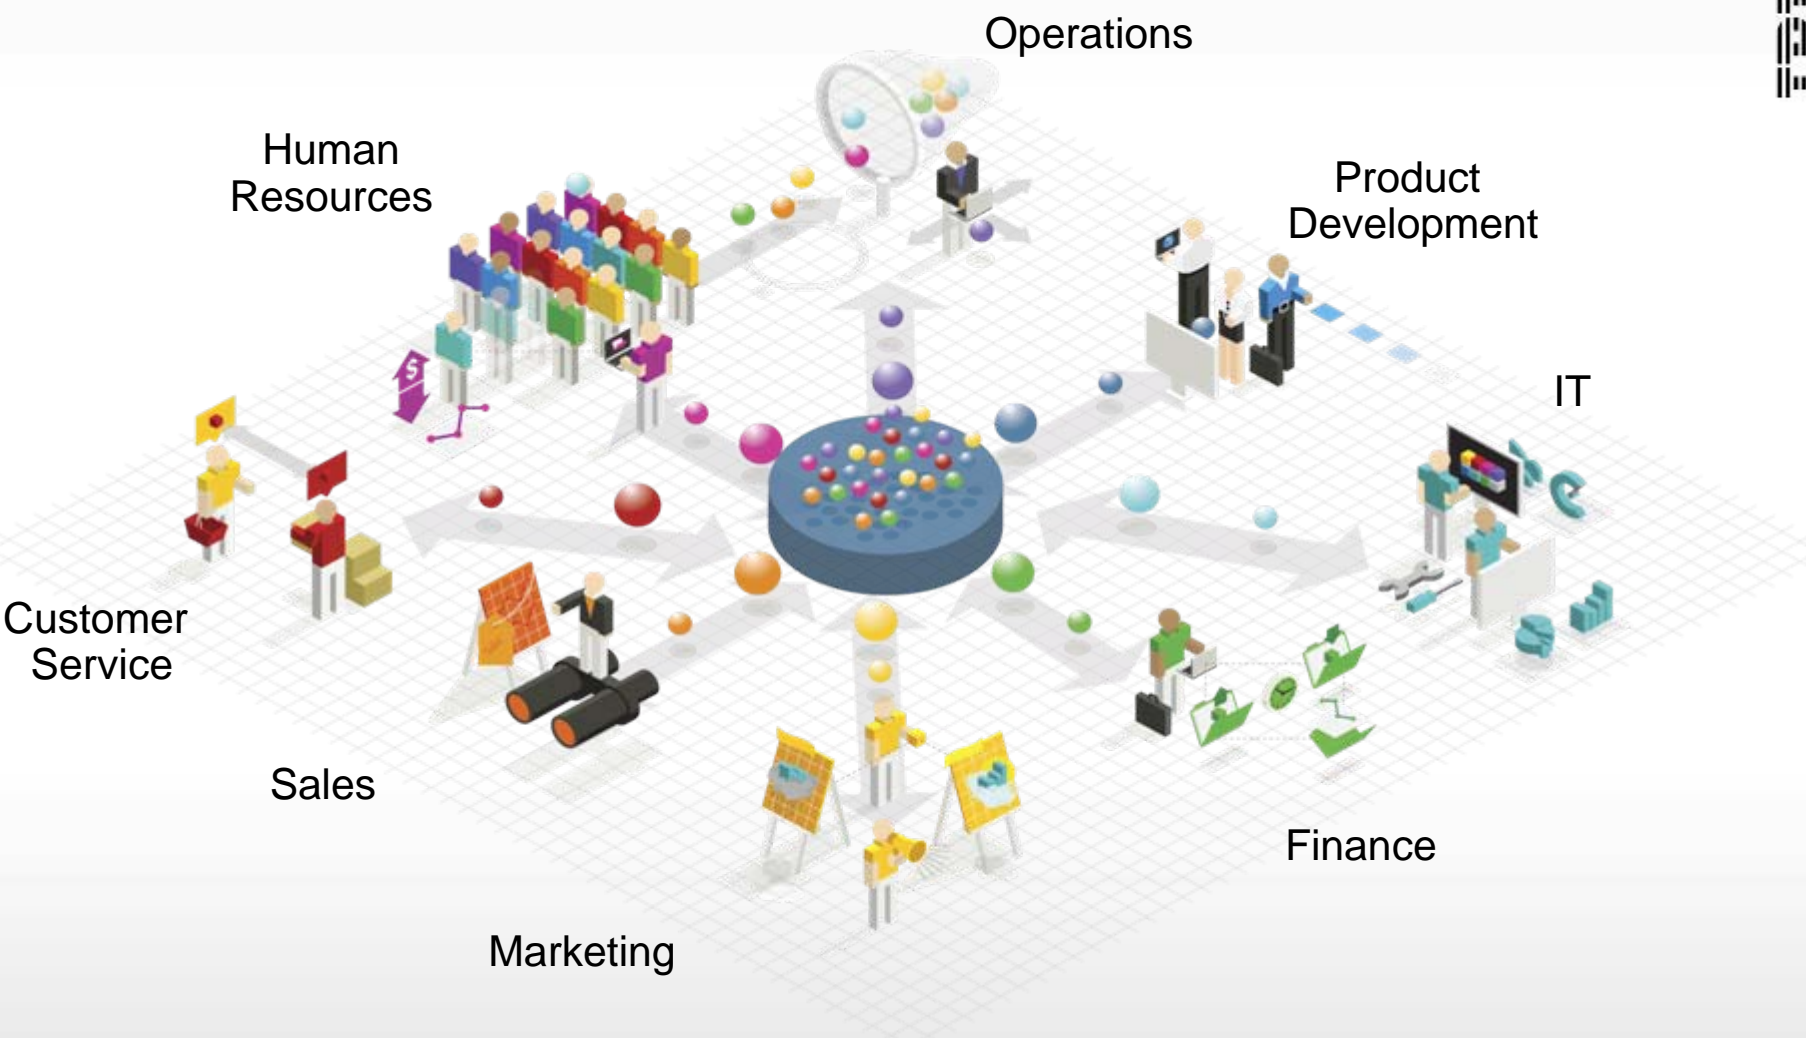 Operations
Human
Resources
Product
Development
IT
$
Customer
Service
Sales
Finance
Marketing